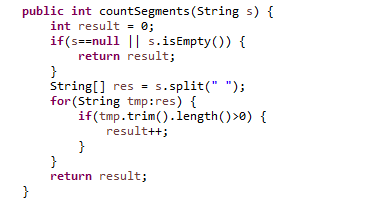 public int countSegments(String s) {
    int result = 0;
    if(s==null || s.isEmpty()) {
        return result;
    }
    String[] res = s.split(" ");
    for(String tmp:res) {
        if(tmp.trim().length()>0) {
            result++;
        }
    }
    return result;
}